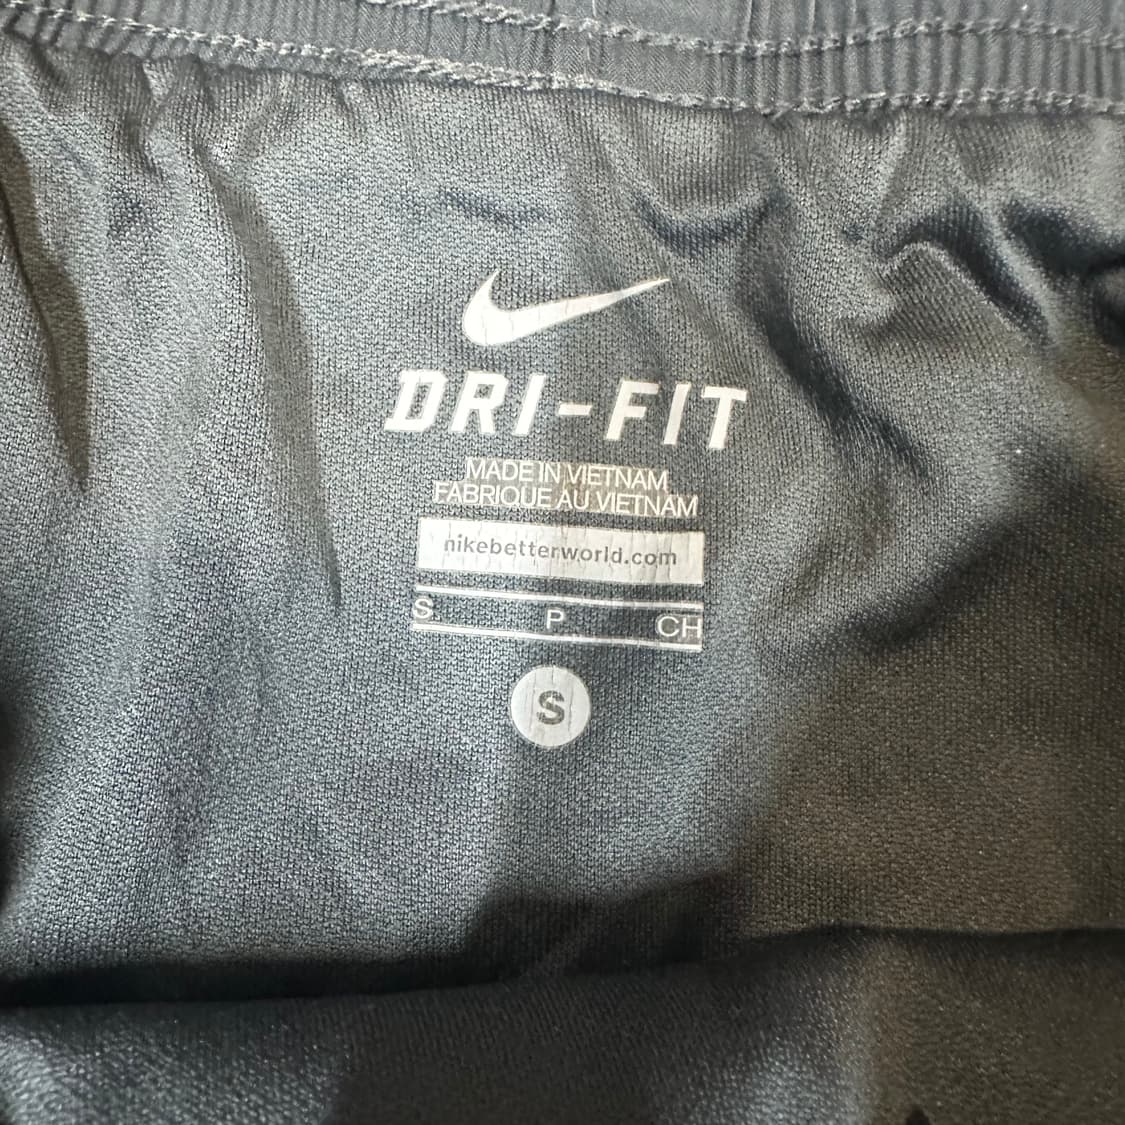 DRI-FIT
MADE IN VIETNAM
FABRIQUE AU VIETNAM
nikebetterworld.com
S P CH
S